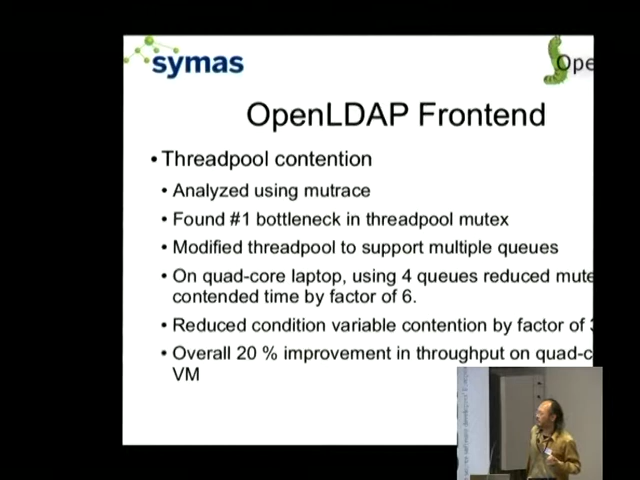 symas
Ope
OpenLDAP Frontend
• Threadpool contention
• Analyzed using mutrace
• Found #1 bottleneck in threadpool mutex
• Modified threadpool to support multiple queues
• On quad-core laptop, using 4 queues reduced mute
contended time by factor of 6.
• Reduced condition variable contention by factor of
• Overall 20 % improvement in throughput on quad-c
VM